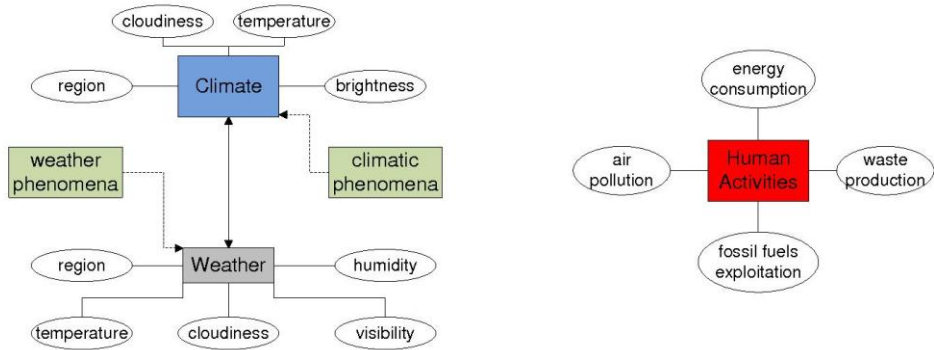 cloudiness
temperature
region
Climate
brightness
weather
phenomena
climatic
phenomena
region
Weather
humidity
temperature
cloudiness
visibility
energy
consumption
air
pollution
Human
Activities
waste
production
fossil fuels
exploitation